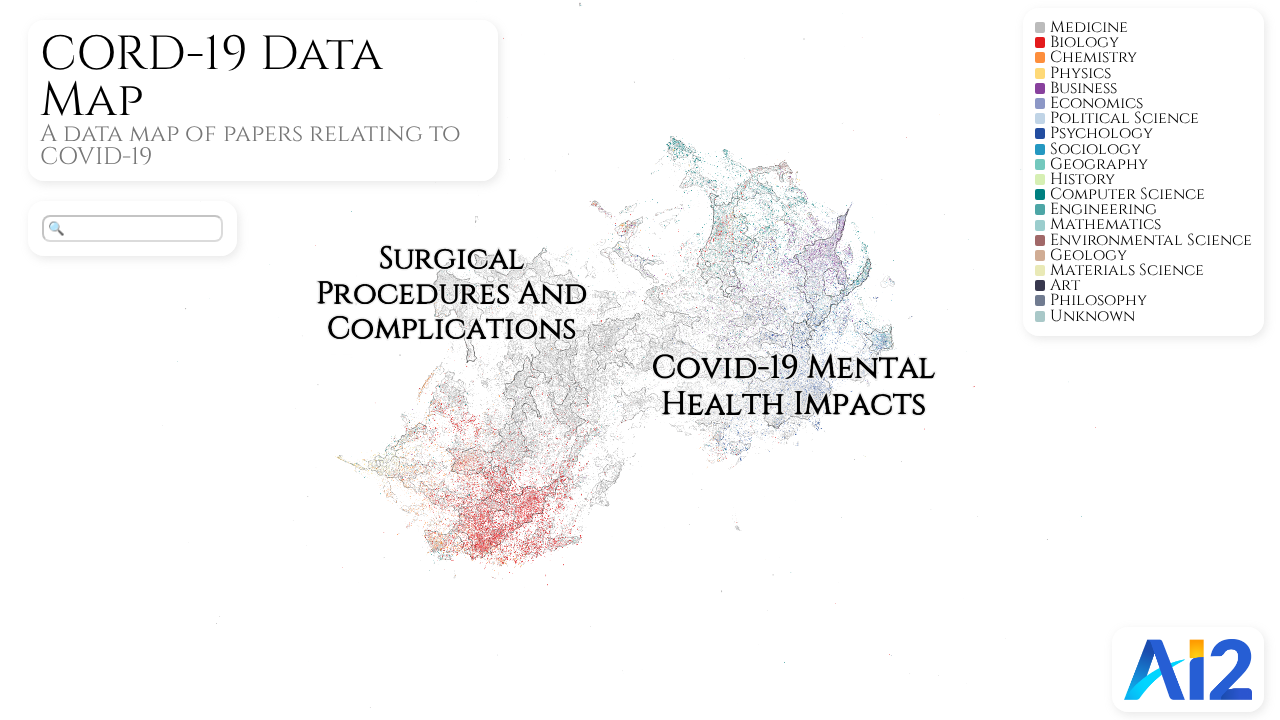 CORD-19 Data
Map
A data map of papers relating to
COVID-19
Surgical
Procedures And
Complications
Covid-19 Mental
Health Impacts
Medicine
Biology
Chemistry
Physics
Business
Economics
Political Science
Psychology
Sociology
Geography
History
Computer Science
Engineering
Mathematics
Environmental Science
Geology
Materials Science
Art
Philosophy
Unknown
Ai2